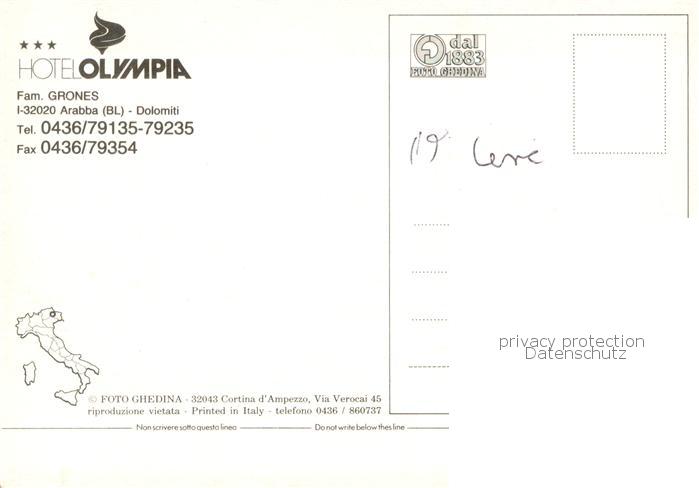 ★★★
HOTEL OLYMPIA
Fam. GRONES
I-32020 Arabba (BL) - Dolomiti
Tel. 0436/79135-79235
Fax 0436/79354
dal
1883
FOTO GHEDINA
privacy protection
Datenschutz
© FOTO GHEDINA - 32043 Cortina d'Ampezzo, Via Verocai 45
riproduzione vietata - Printed in Italy - telefono 0436 / 860737
Non scrivere sotto questa linea Do not write below this line